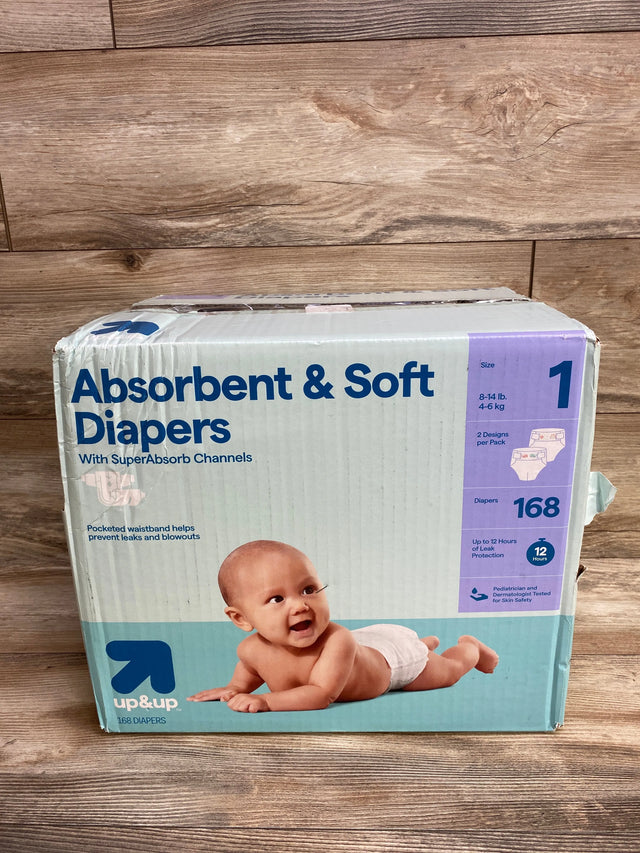 Absorbent & Soft
Diapers
With SuperAbsorb Channels
Pocketed waistband helps
prevent leaks and blowouts
Size
1
8-14 lb.
4-6 kg
2 Designs
per Pack
Diapers
168
Up to 12 Hours
of Leak
Protection
12
Hours
Pediatrician and
Dermatologist Tested
for Skin Safety
up&up™
168 DIAPERS